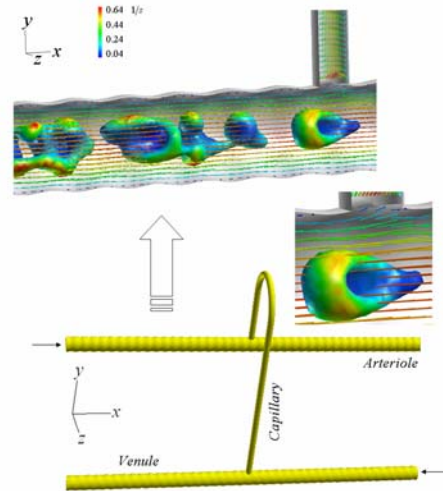 y
z x
0.64 1/s
0.44
0.24
0.04
Arteriole
y
x
z
Capillary
Venule